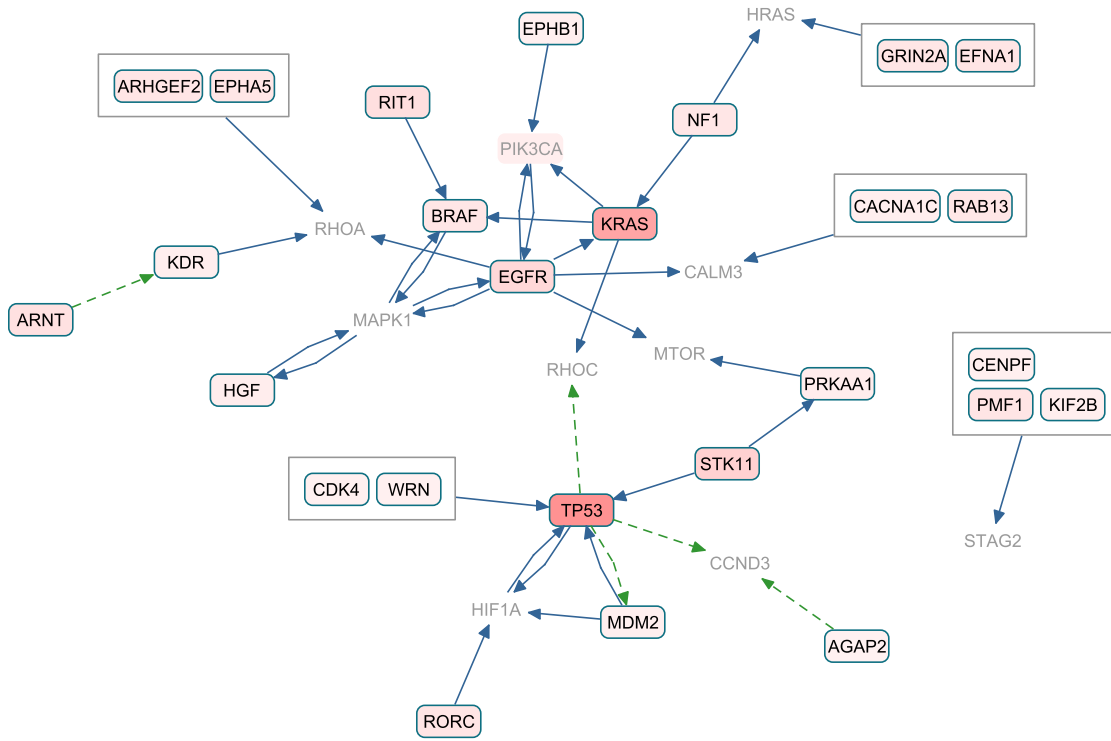 HRAS
EPHB1
GRIN2A EFNA1
ARHGEF2 EPHA5
RIT1
NF1
PIK3CA
CACNA1C RAB13
BRAF
KRAS
RHOA
KDR
CALM3
EGFR
ARNT
MAPK1
MTOR
RHOC
CENPF
HGF
PRKAA1
PMF1 KIF2B
STK11
CDK4 WRN
TP53
STAG2
CCND3
HIF1A
MDM2
AGAP2
RORC